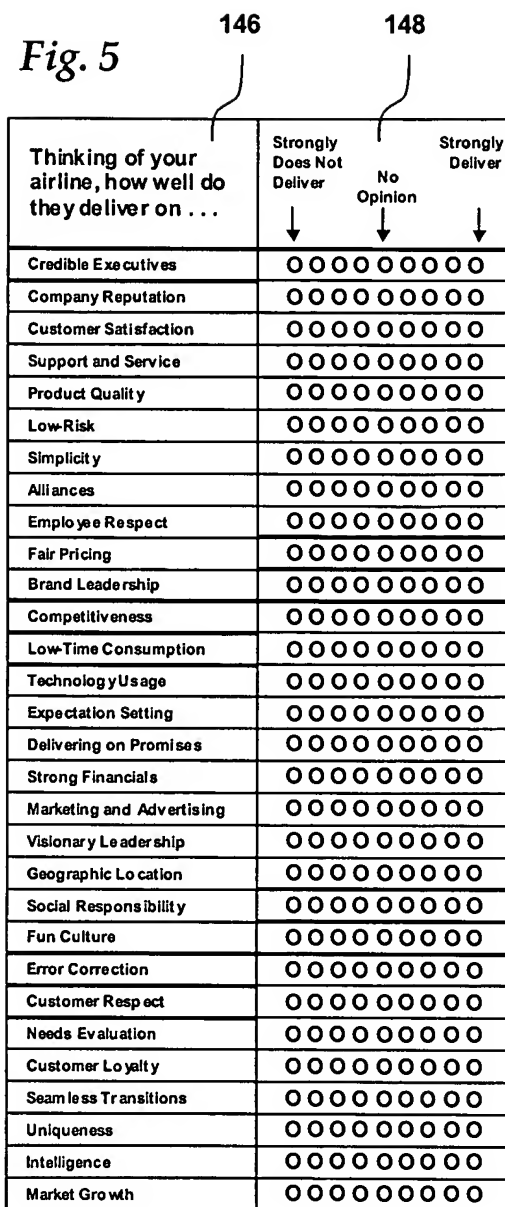 146
148
Fig. 5
Thinking of your
airline, how well do
they deliver on . . .
Strongly
Does Not
Deliver
No
Opinion
Strongly
Deliver
Credible Executives
Company Reputation
Customer Satisfaction
Support and Service
Product Quality
Low-Risk
Simplicity
Alliances
Employee Respect
Fair Pricing
Brand Leadership
Competitiveness
Low-Time Consumption
Technology Usage
Expectation Setting
Delivering on Promises
Strong Financials
Marketing and Advertising
Visionary Leadership
Geographic Location
Social Responsibility
Fun Culture
Error Correction
Customer Respect
Needs Evaluation
Customer Loyalty
Seamless Transitions
Uniqueness
Intelligence
Market Growth